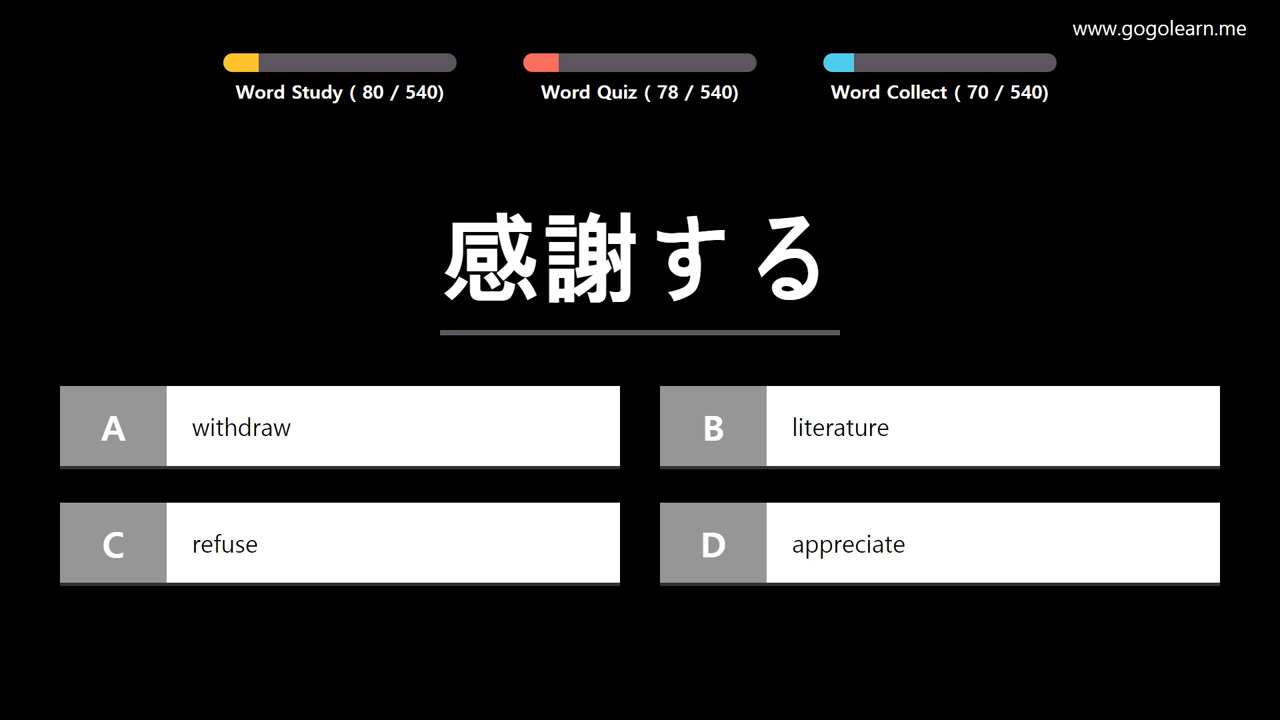 www.gogolearn.me
Word Study ( 80 / 540)
Word Quiz ( 78 / 540)
Word Collect ( 70 / 540)
感謝する
A withdraw
B literature
C refuse
D appreciate